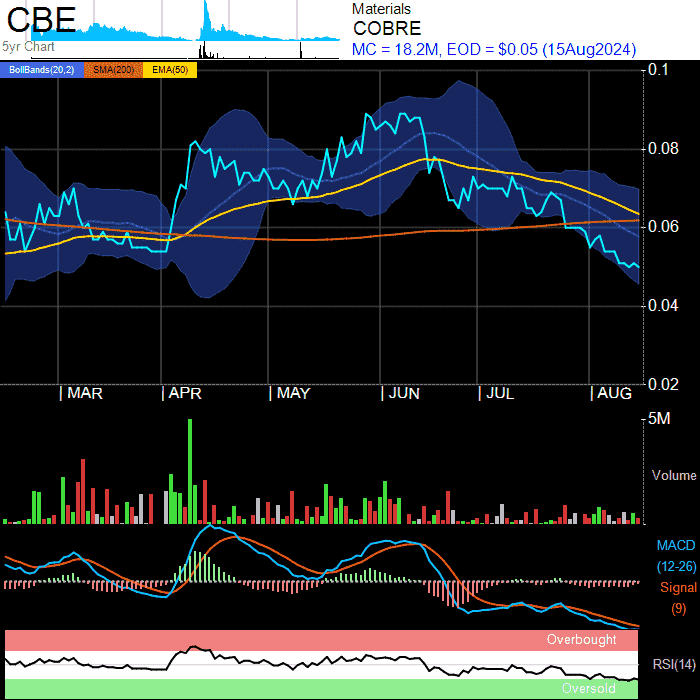 CBE
5yr Chart
Materials
COBRE
MC = 18.2M, EOD = $0.05 (15Aug2024)
BollBands(20,2) SMA(200) EMA(50)
0.1
0.08
0.06
0.04
0.02
MAR APR MAY JUN JUL AUG
5M
Volume
MACD
(12-26)
Signal
(9)
Overbought
RSI(14)
Oversold